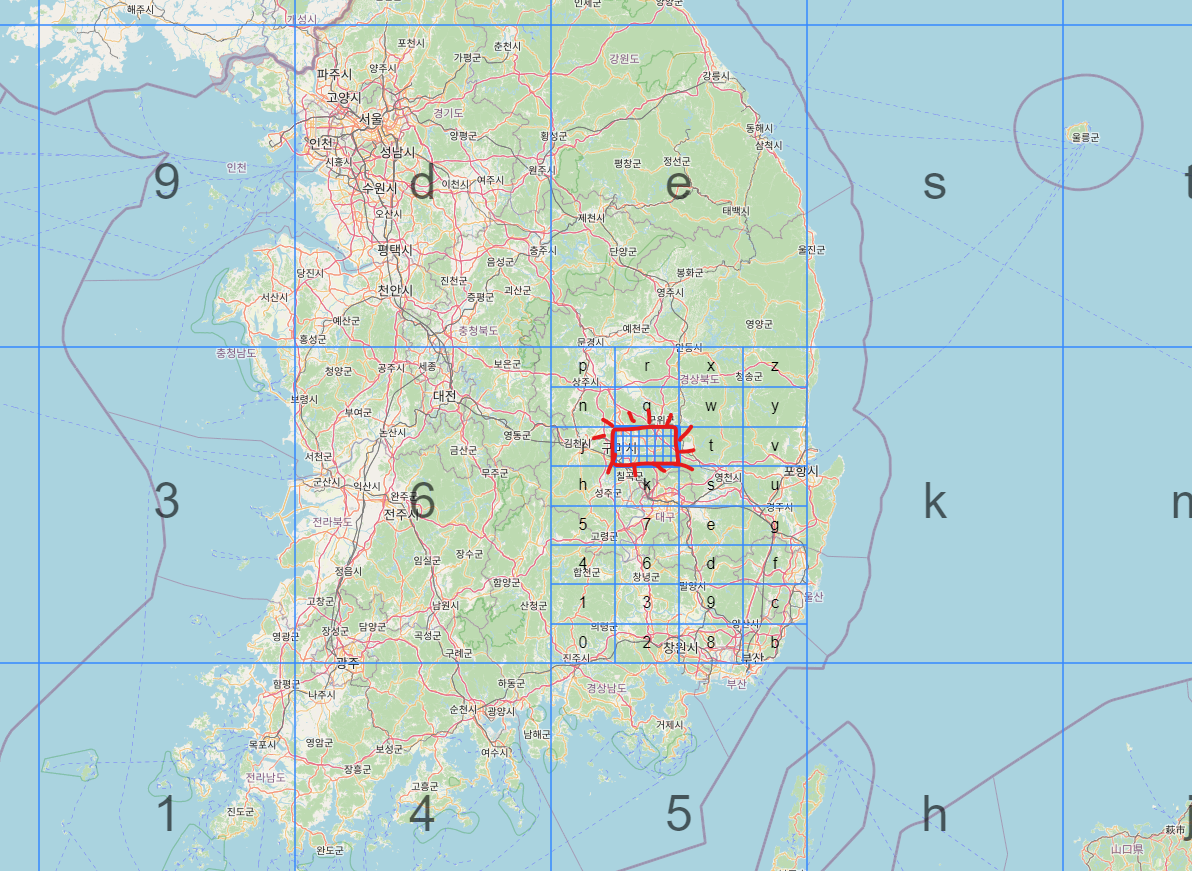 해주시
개성시
인제군
양양군
포천시
춘천시
가평군
강원도
파주시
양주시
강릉시
고양시
서울
경기도
인천
양평군
횡성군
동해시
삼척시
울릉군
시흥시
성남시
인천
원주시
평창군
정선군
9
d
수원시
이천시
여주시
e
s
t
오산시
제천시
태백시
평택시
충주시
단양군
울진군
당진시
음성군
봉화군
서산시
천안시
진천군
증평군
괴산군
영주시
예산군
충청북도
예천군
영양군
홍성군
문경시
안동시
충청남도
청양군
공주시
세종
보은군
p
r
x
z
상주시
경상북도
청송군
보령시
부여군
대전
n
q
w
y
논산시
영동군
김천시
j
구미시
t
v
서천군
금산군
무주군
칠곡군
영천시
포항시
군산시
익산시
완주군
성주군
h
k
s
u
3
6
k
전라북도
전주시
대구
경주시
5
7
e
g
고령군
정읍시
임실군
장수군
함양군
합천군
4
6
d
f
창녕군
밀양시
울산
고창군
남원시
산청군
1
3
9
c
영광군
장성군
담양군
곡성군
의령군
양산시
광주
구례군
진주시
0
2
8
b
창원시
부산
함평군
나주시
하동군
경상남도
부산
목포시
영암군
순천시
광양시
거제시
보성군
여수시
남해군
전라남도
장흥군
고흥군
진도군
1
4
5
h
j
완도군
萩市
山口県